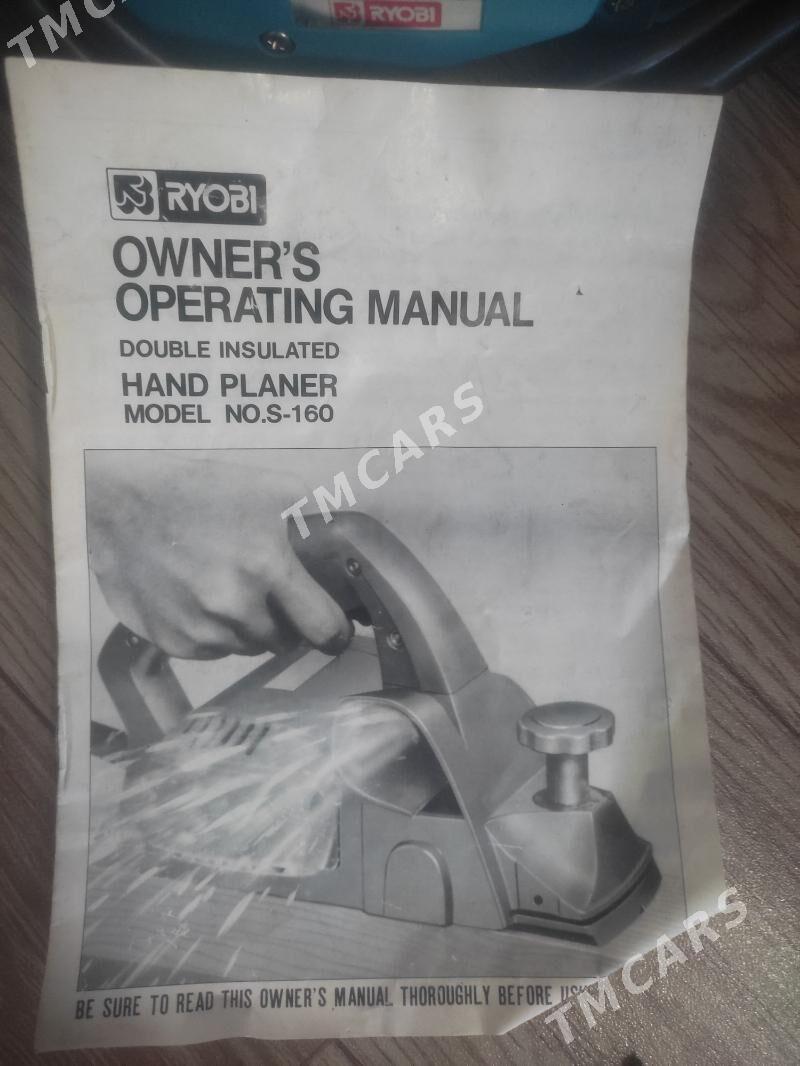 TMCARS
RYOBI
RYOBI
OWNER'S
OPERATING MANUAL
DOUBLE INSULATED
HAND PLANER
MODEL NO.S-160
TMCARS
TMCARS
BE SURE TO READ THIS OWNER'S MANUAL THOROUGHLY BEFORE